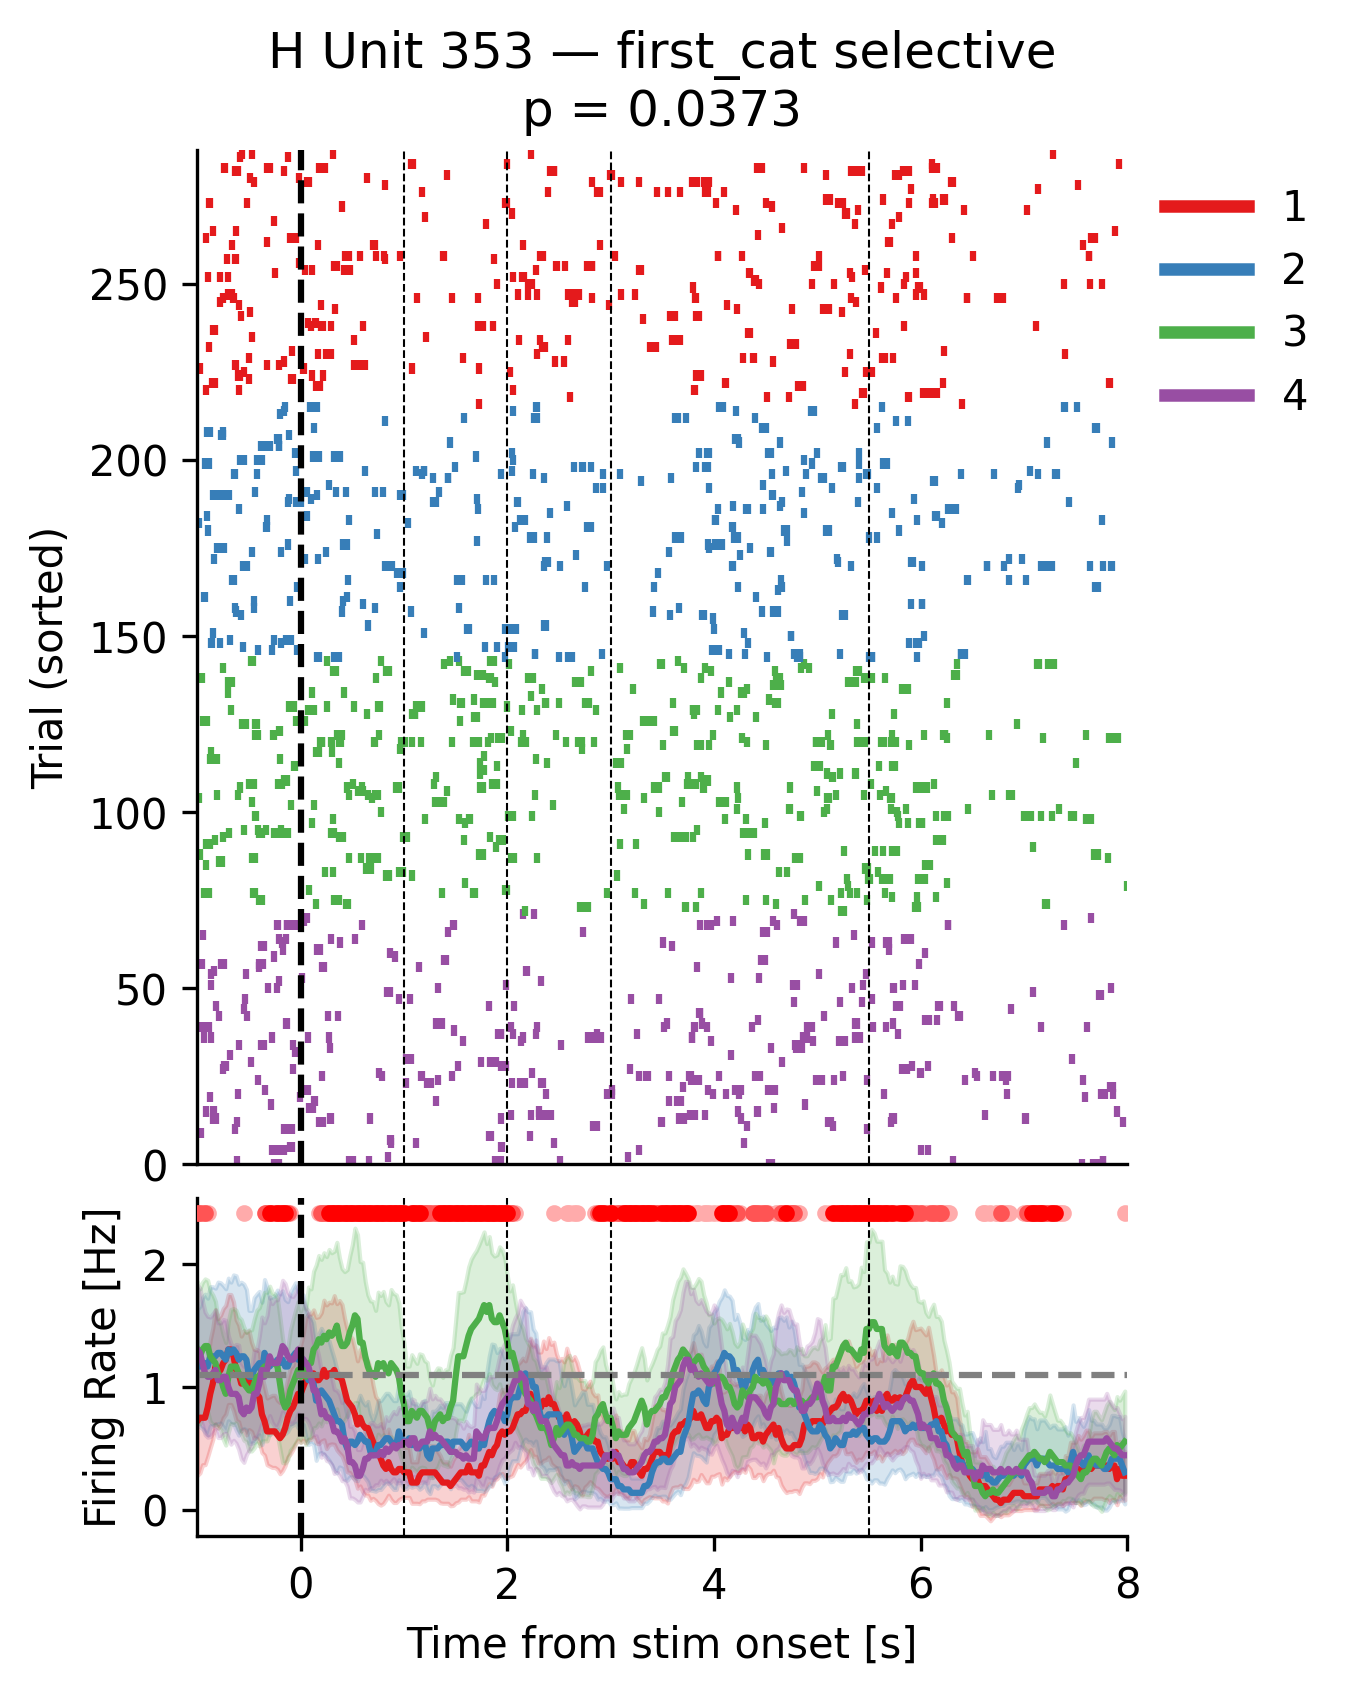 H Unit 353 — first_cat selective
p = 0.0373
1
2
3
4
250
200
150
100
50
0
Trial (sorted)
2
1
0
Firing Rate [Hz]
0 2 4 6 8
Time from stim onset [s]